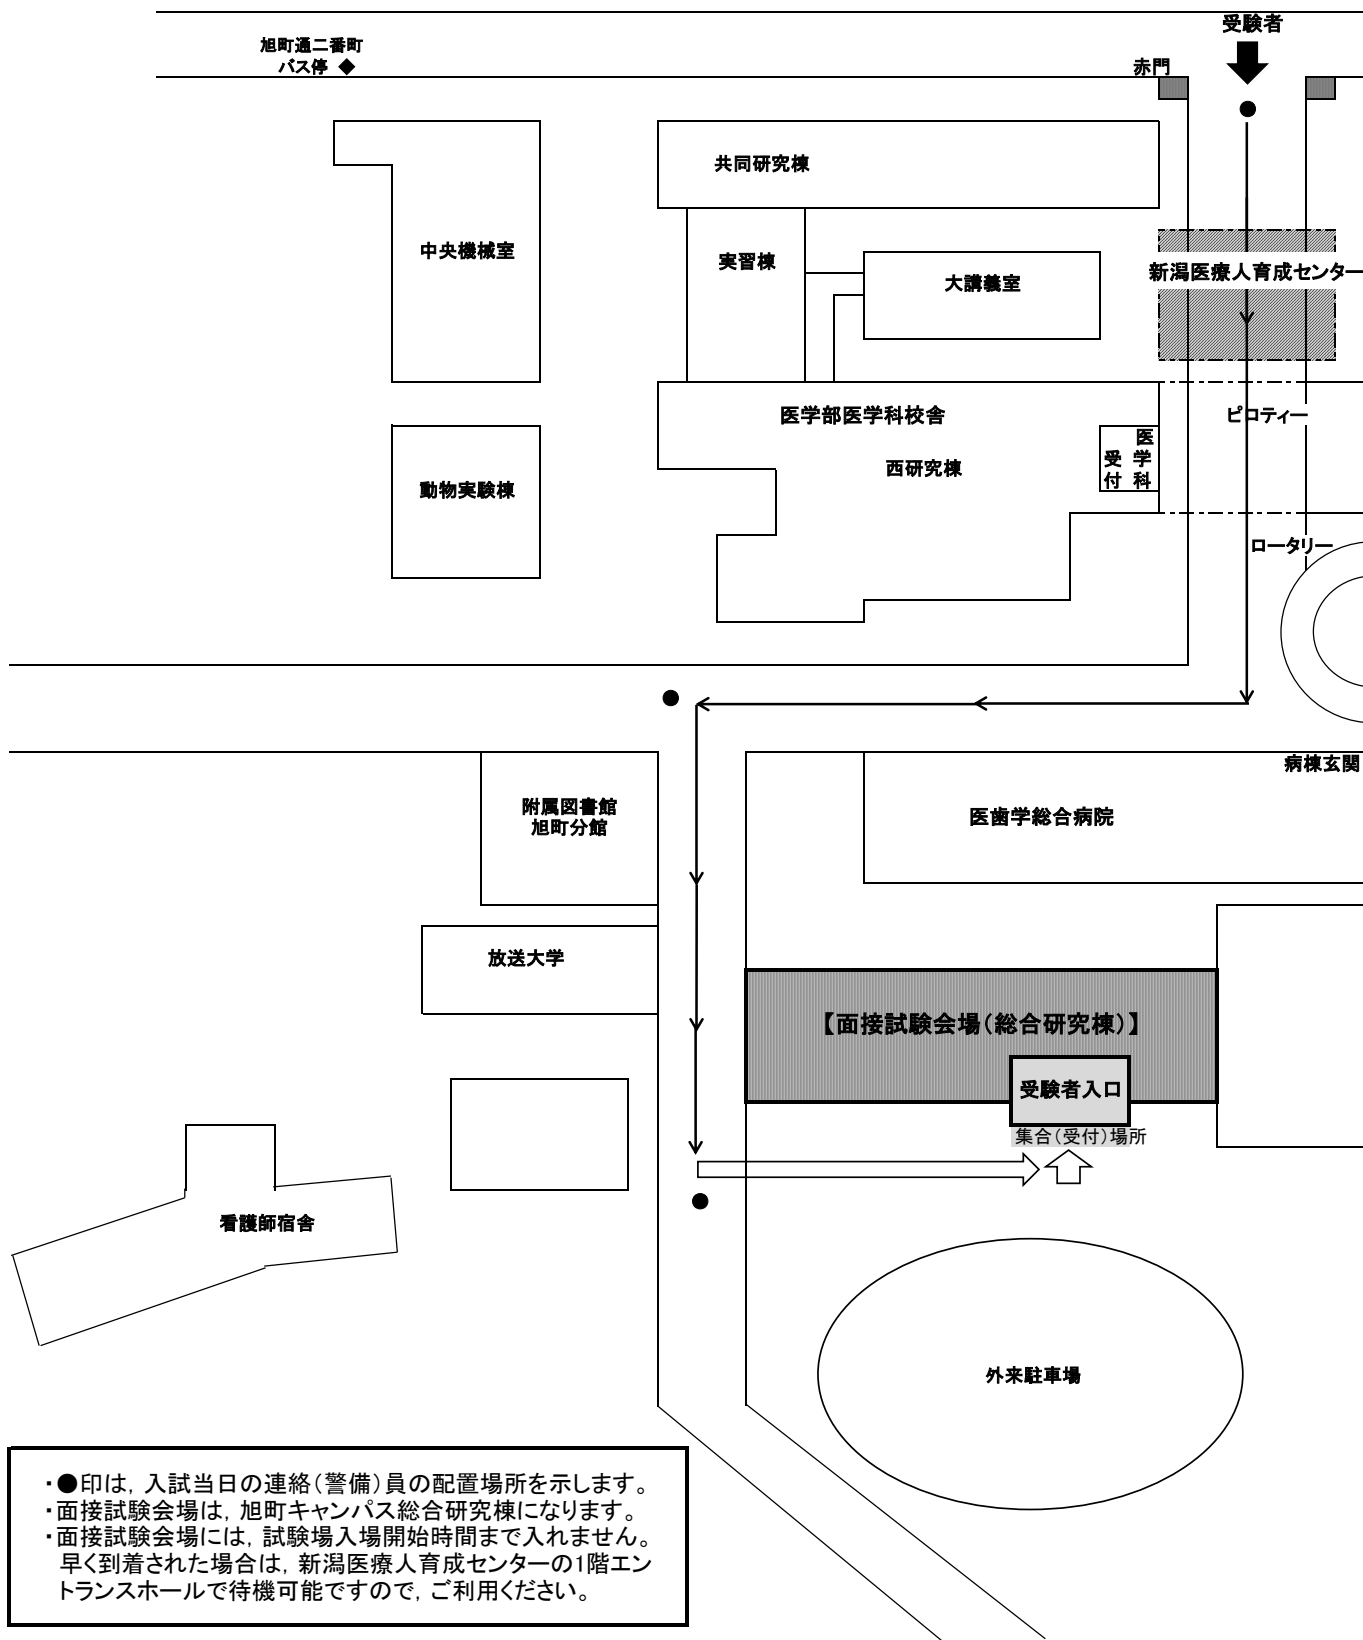 受験者
旭町通二番町
バス停 ◆
赤門
共同研究棟
中央機械室
実習棟
大講義室
新潟医療人育成センター
医学部医学科校舎
ピロティー
西研究棟
医学科
受付
動物実験棟
ロータリー
病棟玄関
附属図書館
旭町分館
医歯学総合病院
放送大学
【面接試験会場(総合研究棟)】
受験者入口
集合(受付)場所
看護師宿舎
外来駐車場
・●印は, 入試当日の連絡(警備)員の配置場所を示します。
・面接試験会場は, 旭町キャンパス総合研究棟になります。
・面接試験会場には, 試験場入場開始時間まで入れません。
早く到着された場合は, 新潟医療人育成センターの1階エン
トランスホールで待機可能ですので, ご利用ください。